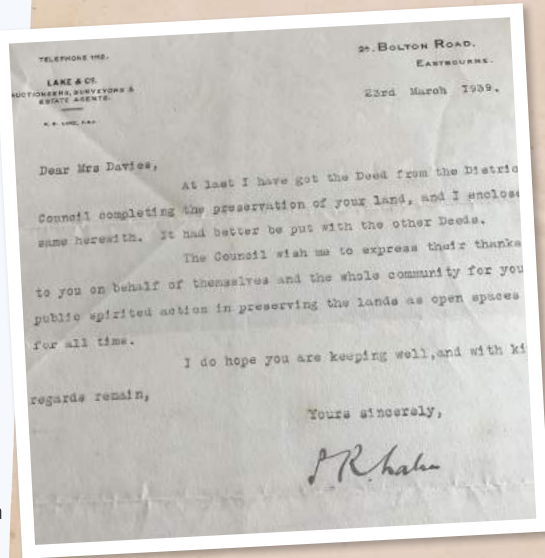 TELEPHONE 1192.
LAKE & CO.
AUCTIONEERS, SURVEYORS &
ESTATE AGENTS.
BOLTON ROAD,
EASTBOURNE.
23rd March 1939.
Dear Mrs Davies,
At last I have got the Deed from the Distric
Council completing the preservation of your land, and I enclose
same herewith. It had better be put with the other Deeds.
The Council wish me to express their thanks
to you on behalf of themselves and the whole community for you
public spirited action in preserving the lands as open spaces
for all time.
I do hope you are keeping well,and with ki
regards remain,
Yours sincerely,